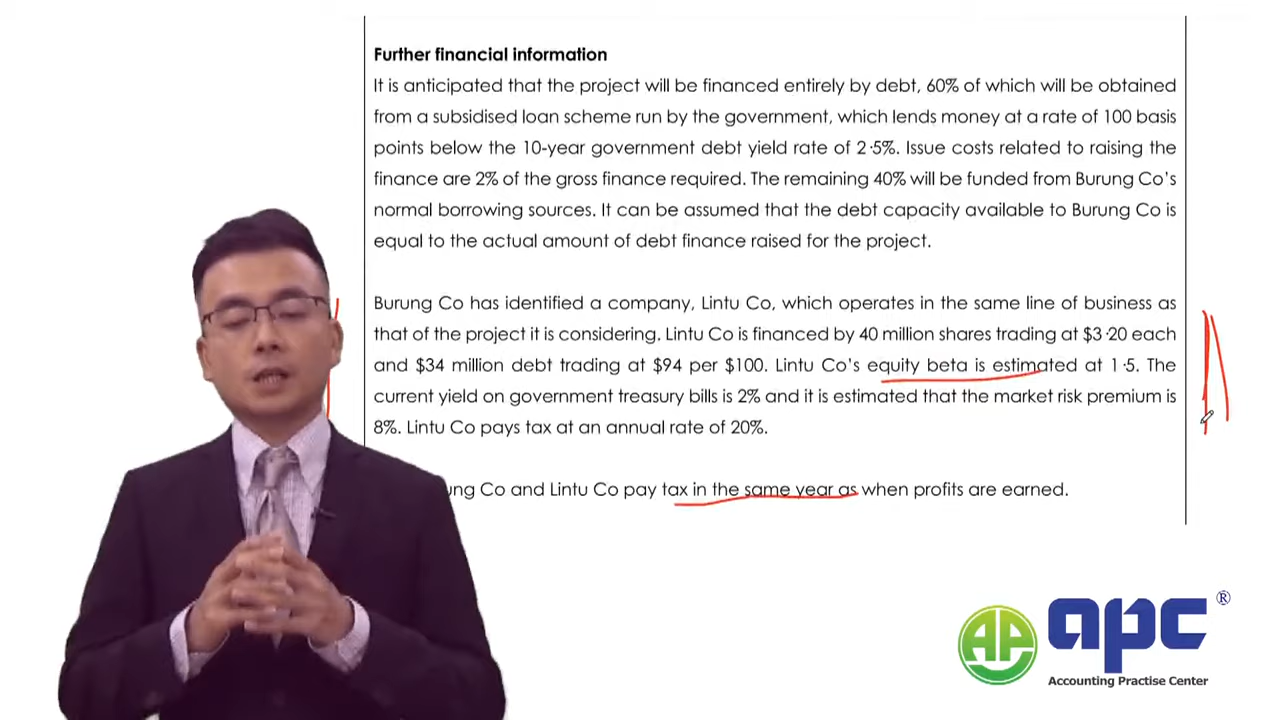 Further financial information
It is anticipated that the project will be financed entirely by debt, 60% of which will be obtained
from a subsidised loan scheme run by the government, which lends money at a rate of 100 basis
points below the 10-year government debt yield rate of 2·5%. Issue costs related to raising the
finance are 2% of the gross finance required. The remaining 40% will be funded from Burung Co's
normal borrowing sources. It can be assumed that the debt capacity available to Burung Co is
equal to the actual amount of debt finance raised for the project.
Burung Co has identified a company, Lintu Co, which operates in the same line of business as
that of the project it is considering. Lintu Co is financed by 40 million shares trading at $3·20 each
and $34 million debt trading at $94 per $100. Lintu Co's equity beta is estimated at 1·5. The
current yield on government treasury bills is 2% and it is estimated that the market risk premium is
8%. Lintu Co pays tax at an annual rate of 20%.
ung Co and Lintu Co pay tax in the same year as when profits are earned.
AP apc ®
Accounting Practise Center